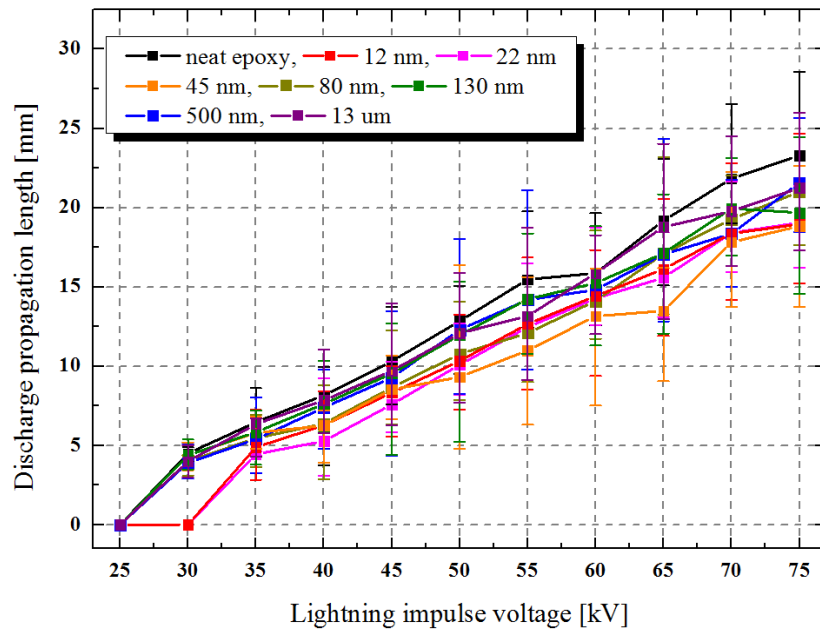 neat epoxy, 12 nm, 22 nm
45 nm, 80 nm, 130 nm
500 nm, 13 um
30
25
20
15
10
5
0
Discharge propagation length [mm]
25 30 35 40 45 50 55 60 65 70 75
Lightning impulse voltage [kV]